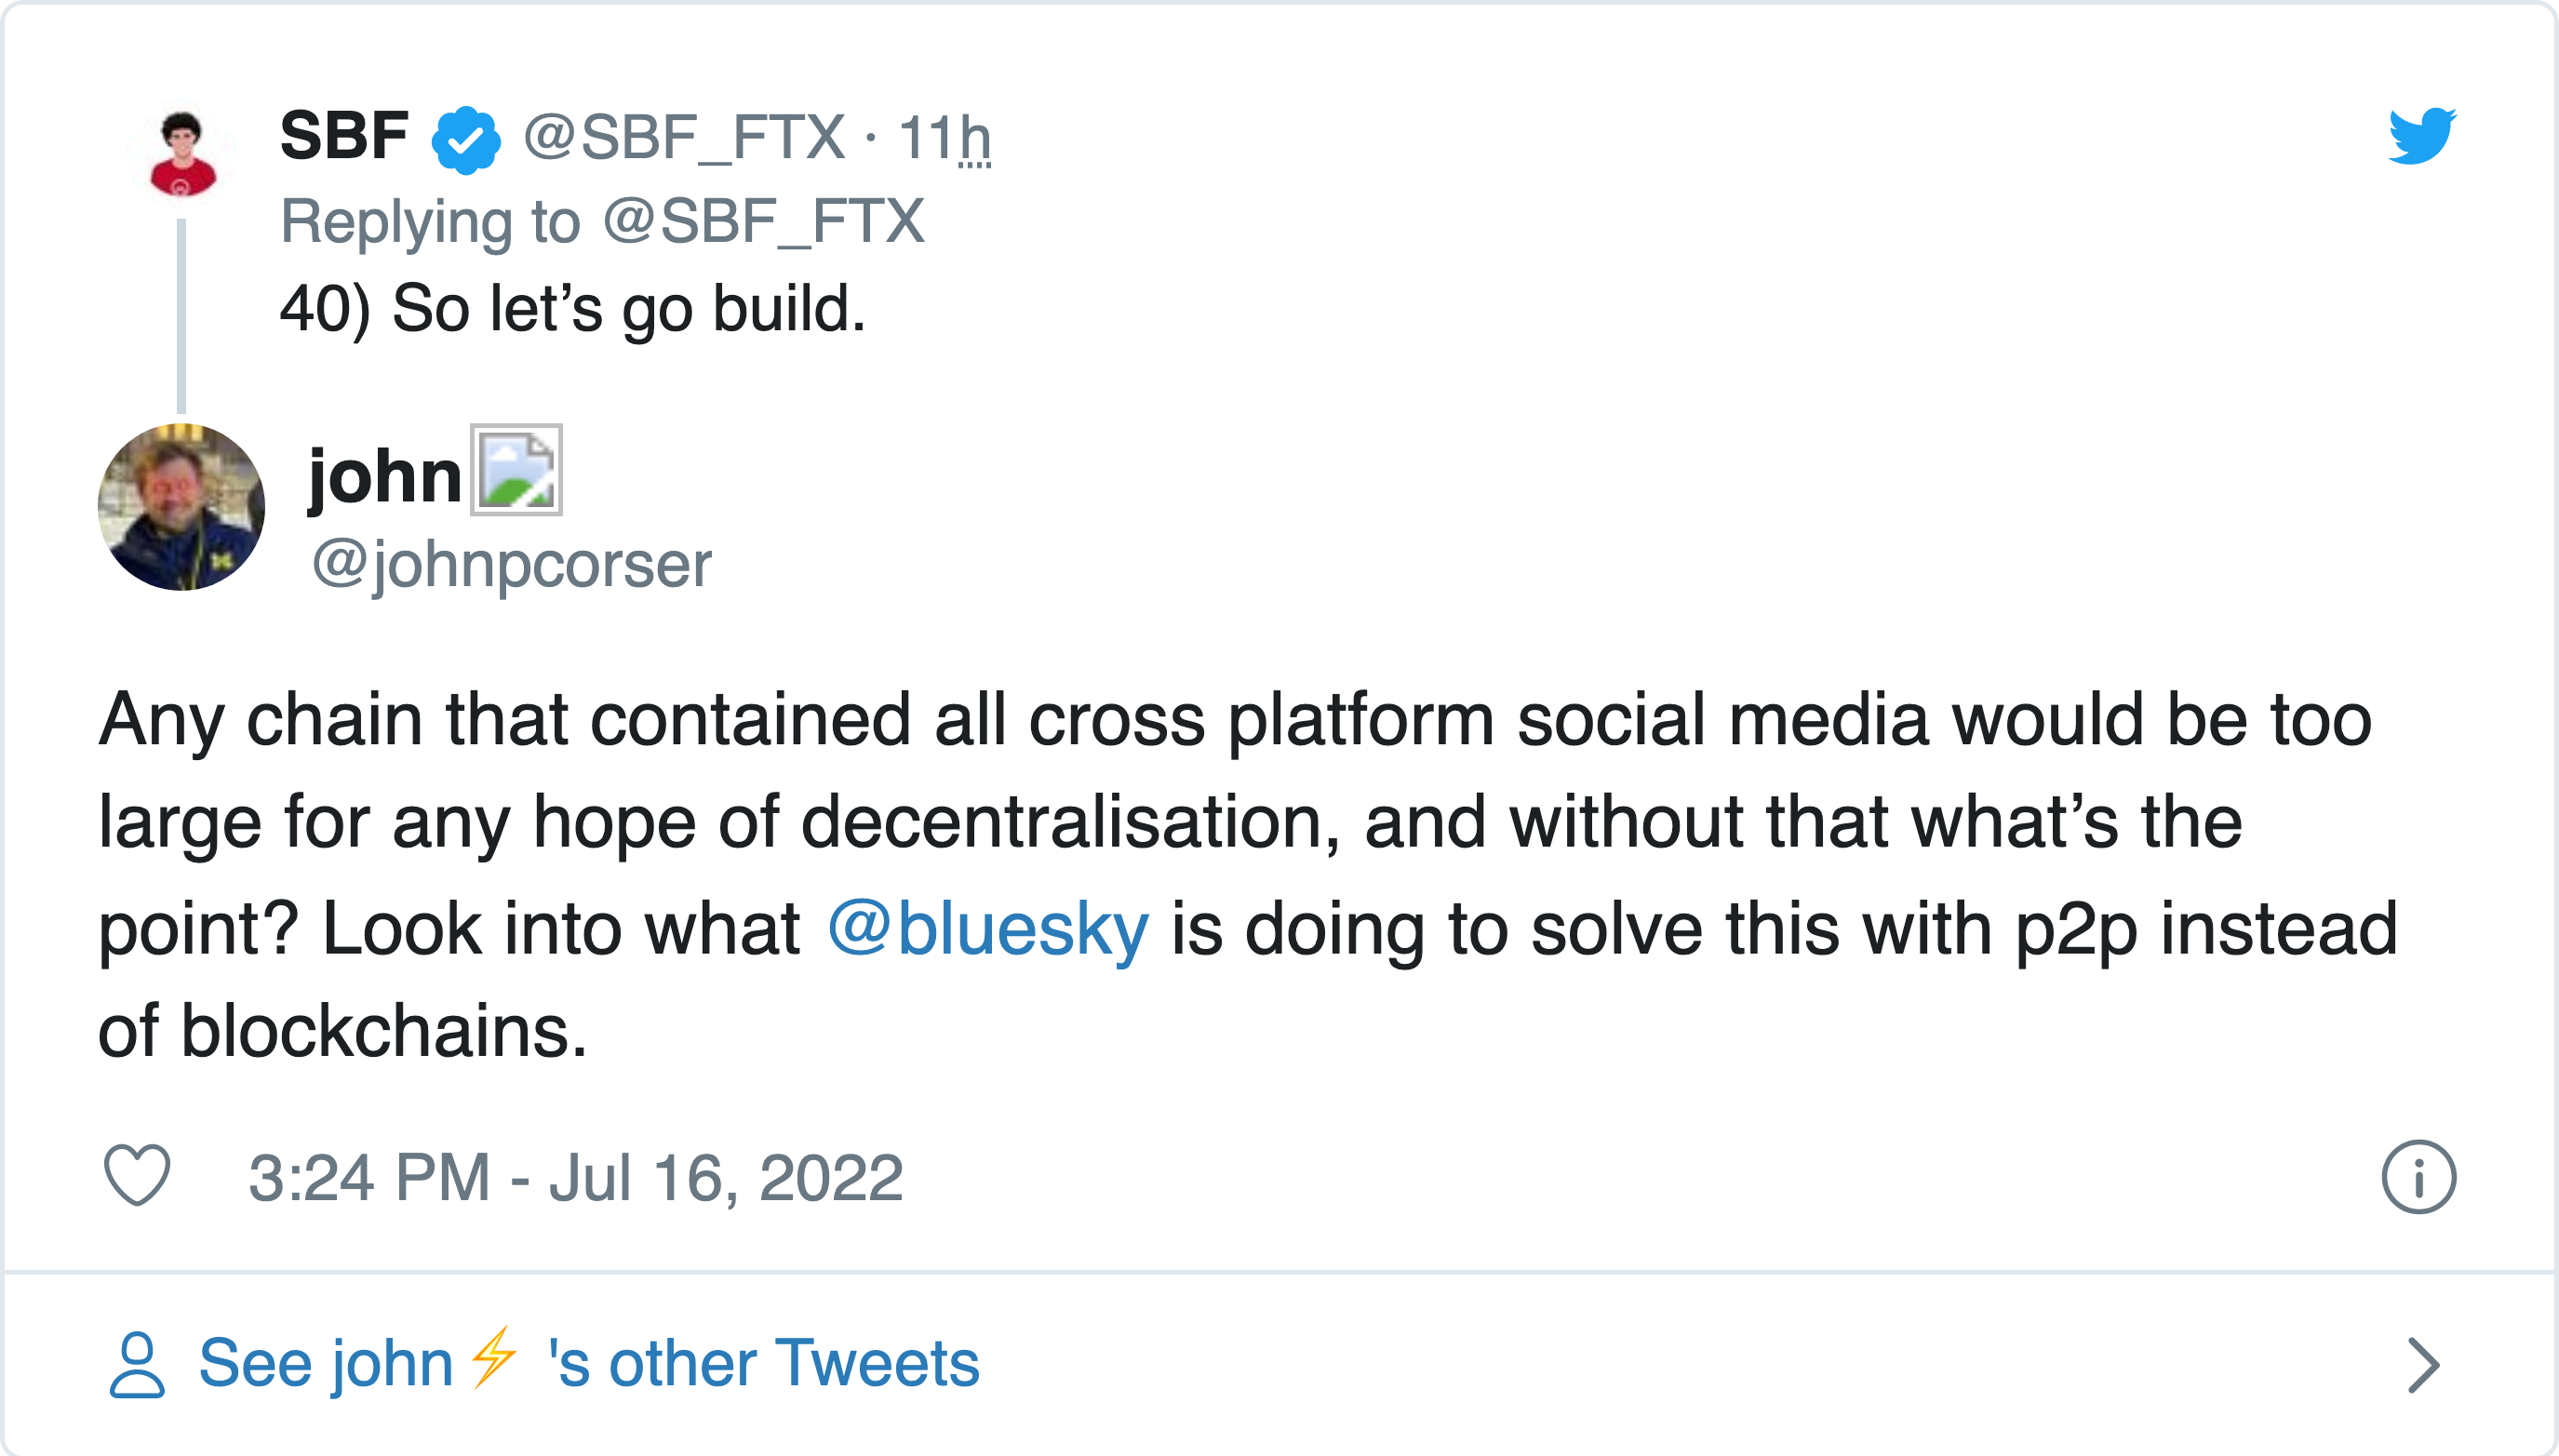 SBF @SBF_FTX · 11h
Replying to @SBF_FTX
40) So let’s go build.
john
@johnpcorser
Any chain that contained all cross platform social media would be too
large for any hope of decentralisation, and without that what’s the
point? Look into what @bluesky is doing to solve this with p2p instead
of blockchains.
3:24 PM - Jul 16, 2022
See john⚡ 's other Tweets